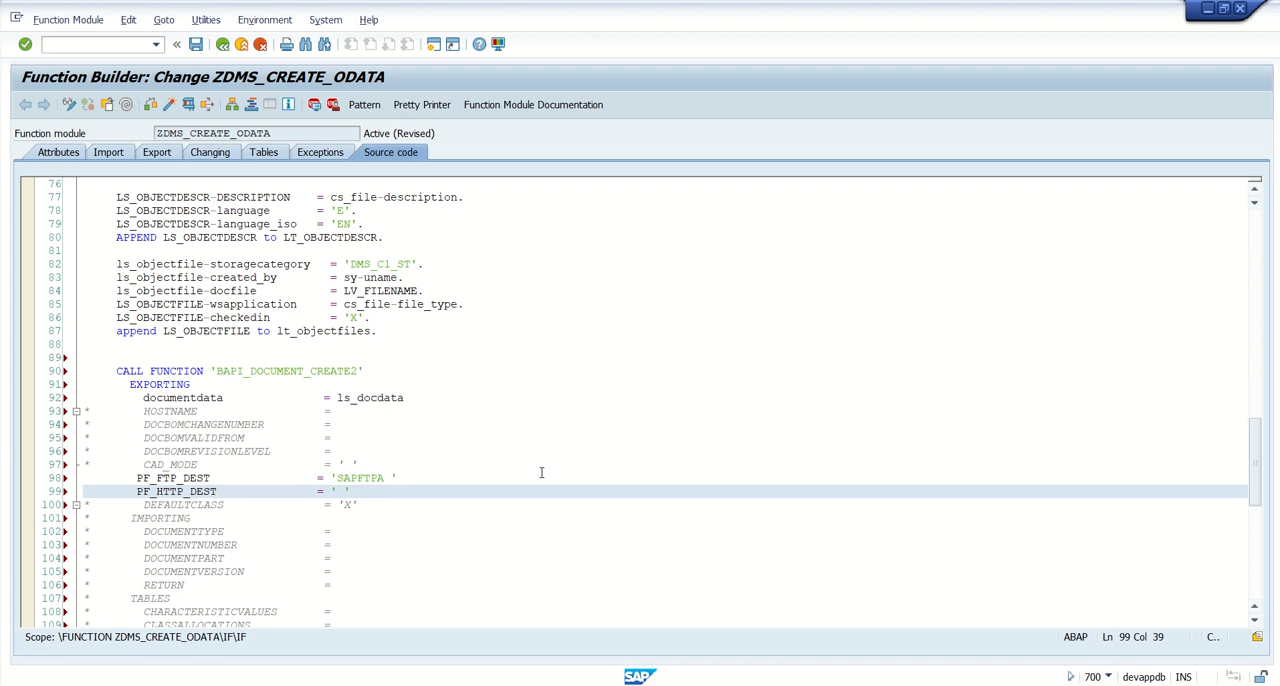 Function Module Edit Goto Utilities Environment System Help
Function Builder: Change ZDMS_CREATE_ODATA
Pattern Pretty Printer Function Module Documentation
Function module ZDMS_CREATE_ODATA Active (Revised)
Attributes Import Export Changing Tables Exceptions Source code
76
77 LS_OBJECTDESCR-DESCRIPTION = cs_file-description.
78 LS_OBJECTDESCR-language = 'E'.
79 LS_OBJECTDESCR-language_iso = 'EN'.
80 APPEND LS_OBJECTDESCR to LT_OBJECTDESCR.
81
82 ls_objectfile-storagecategory = 'DMS_C1_ST'.
83 ls_objectfile-created_by = sy-uname.
84 ls_objectfile-docfile = LV_FILENAME.
85 LS_OBJECTFILE-wsapplication = cs_file-file_type.
86 LS_OBJECTFILE-checkedin = 'X'.
87 append LS_OBJECTFILE to lt_objectfiles.
88
89
90 CALL FUNCTION 'BAPI_DOCUMENT_CREATE2'
91 EXPORTING
92 documentdata = ls_docdata
93 * HOSTNAME =
94 * DOCBOMCHANGENUMBER =
95 * DOCBOMVALIDFROM =
96 * DOCBOMREVISIONLEVEL =
97 * CAD_MODE = ' '
98 PF_FTP_DEST = 'SAPFTPA '
99 PF_HTTP_DEST = ' '
100 * DEFAULTCLASS = 'X'
101 * IMPORTING
102 * DOCUMENTTYPE =
103 * DOCUMENTNUMBER =
104 * DOCUMENTPART =
105 * DOCUMENTVERSION =
106 * RETURN =
107 * TABLES
108 * CHARACTERISTICVALUES =
109 * CLASSALLOCATIONS =
Scope: \FUNCTION ZDMS_CREATE_ODATA\IF\IF ABAP Ln 99 Col 39 C..
SAP 700 devappdb INS